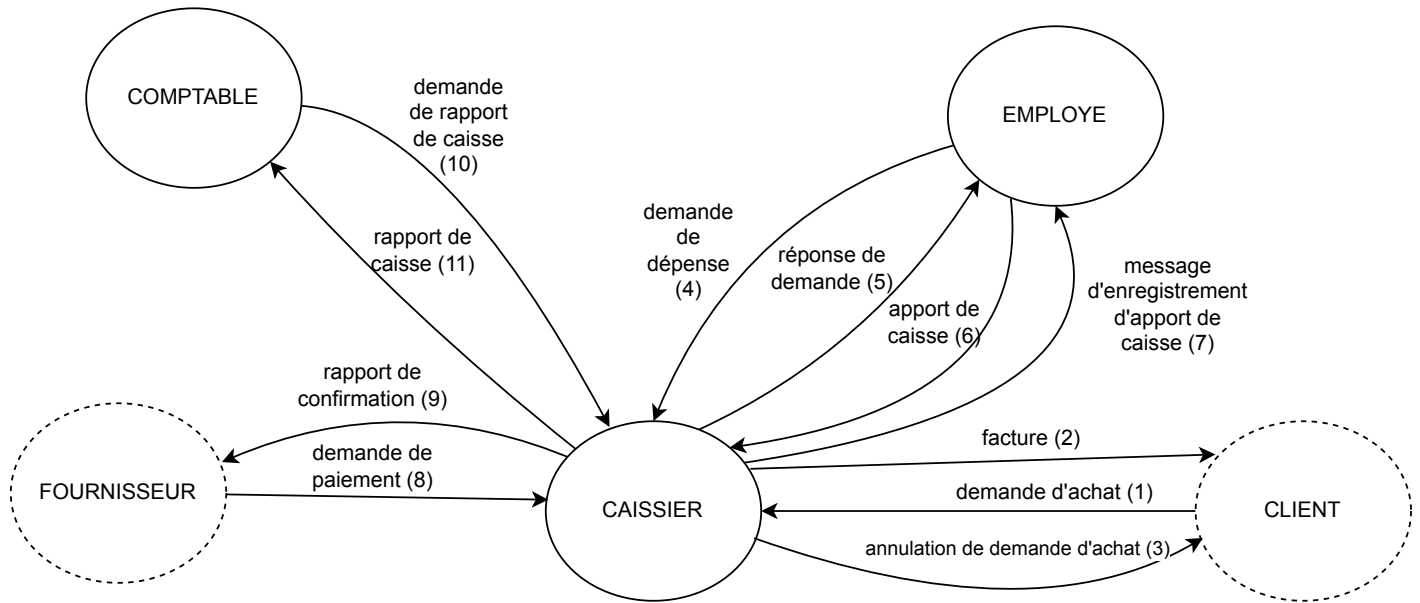 COMPTABLE
demande
de rapport
de caisse
(10)
EMPLOYE
rapport de
caisse (11)
demande
de
dépense
(4)
réponse de
demande (5)
apport de
caisse (6)
message
d'enregistrement
d'apport de
caisse (7)
rapport de
confirmation (9)
demande de
paiement (8)
FOURNISSEUR
CAISSIER
facture (2)
demande d'achat (1)
annulation de demande d'achat (3)
CLIENT